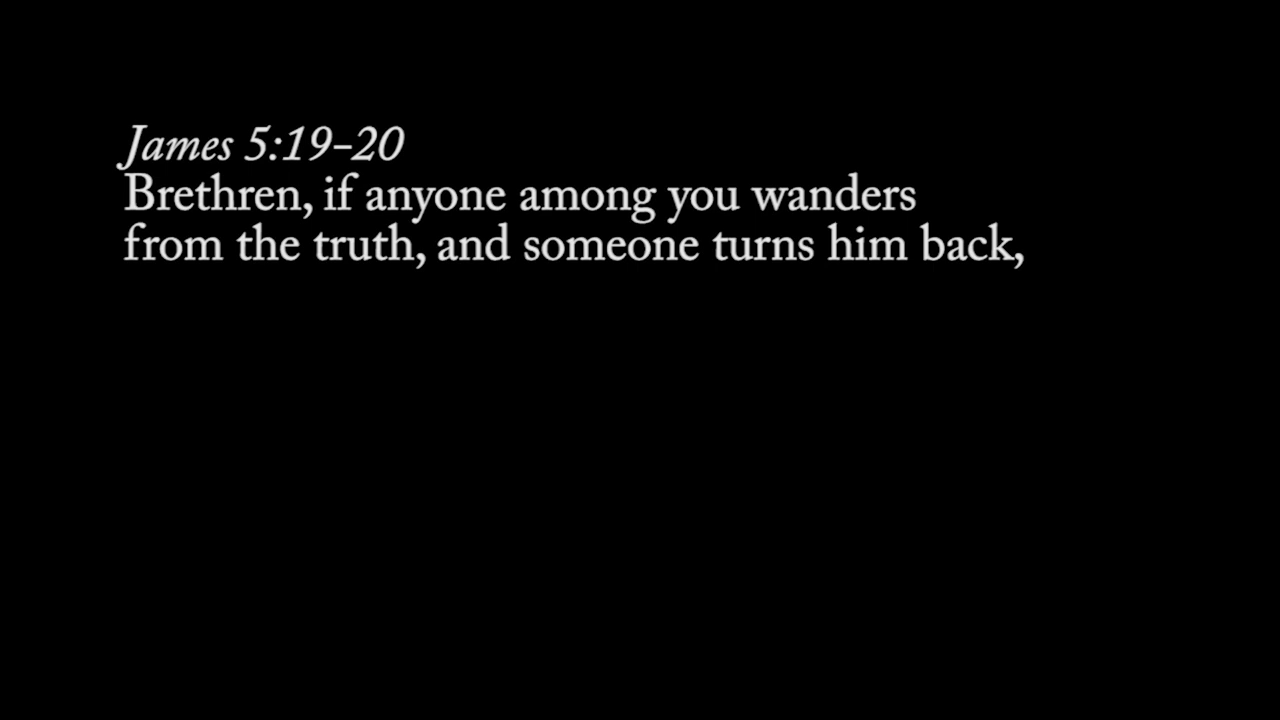 James 5:19–20
Brethren, if anyone among you wanders
from the truth, and someone turns him back,